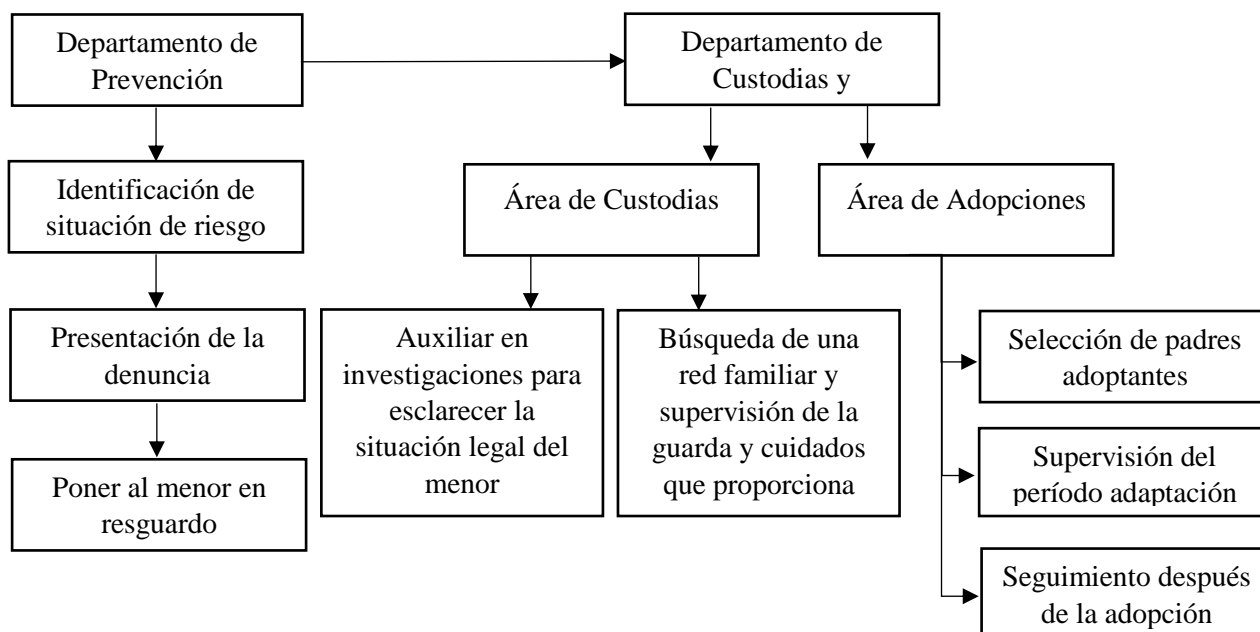 Departamento de
Prevención
Departamento de
Custodias y
Identificación de
situación de riesgo
Área de Custodias
Área de Adopciones
Presentación de la
denuncia
Auxiliar en
investigaciones para
esclarecer la
situación legal del
menor
Búsqueda de una
red familiar y
supervisión de la
guarda y cuidados
que proporciona
Selección de padres
adoptantes
Poner al menor en
resguardo
Supervisión del
período adaptación
Seguimiento después
de la adopción